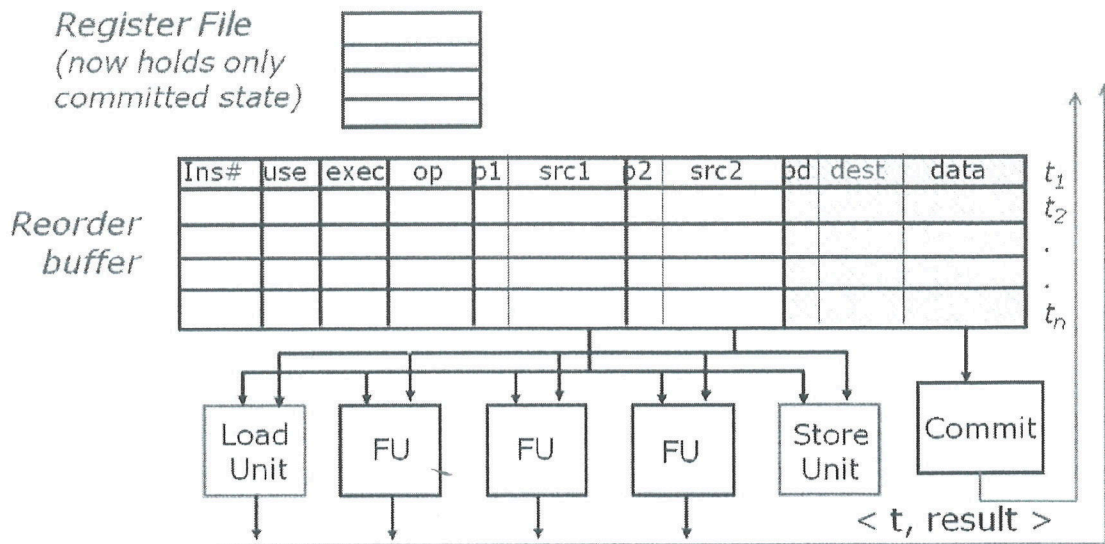 Register File
(now holds only
committed state)
Ins# use exec op p1 src1 p2 src2 pd dest data
t1
t2
.
.
tn
Reorder
buffer
Load
Unit
FU
FU
FU
Store
Unit
Commit
< t, result >